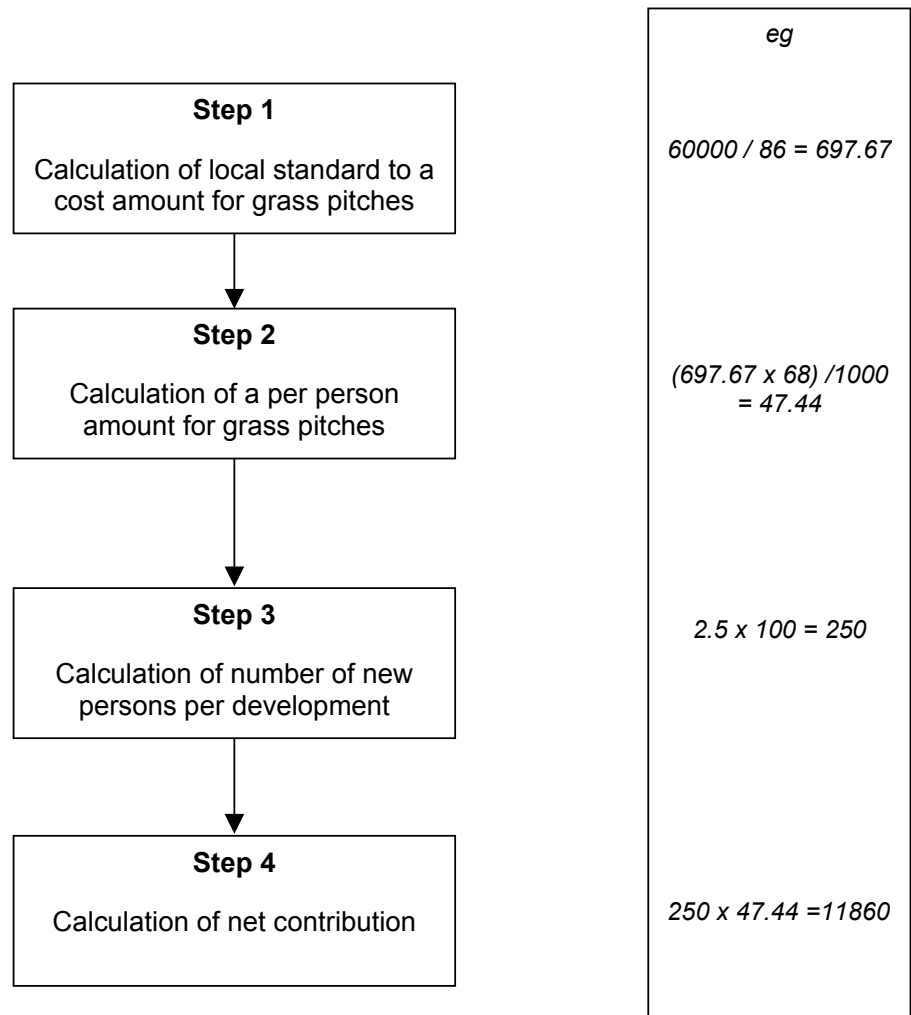 eg
Step 1
Calculation of local standard to a
cost amount for grass pitches
60000 / 86 = 697.67
Step 2
Calculation of a per person
amount for grass pitches
(697.67 x 68) /1000
= 47.44
Step 3
Calculation of number of new
persons per development
2.5 x 100 = 250
Step 4
Calculation of net contribution
250 x 47.44 =11860